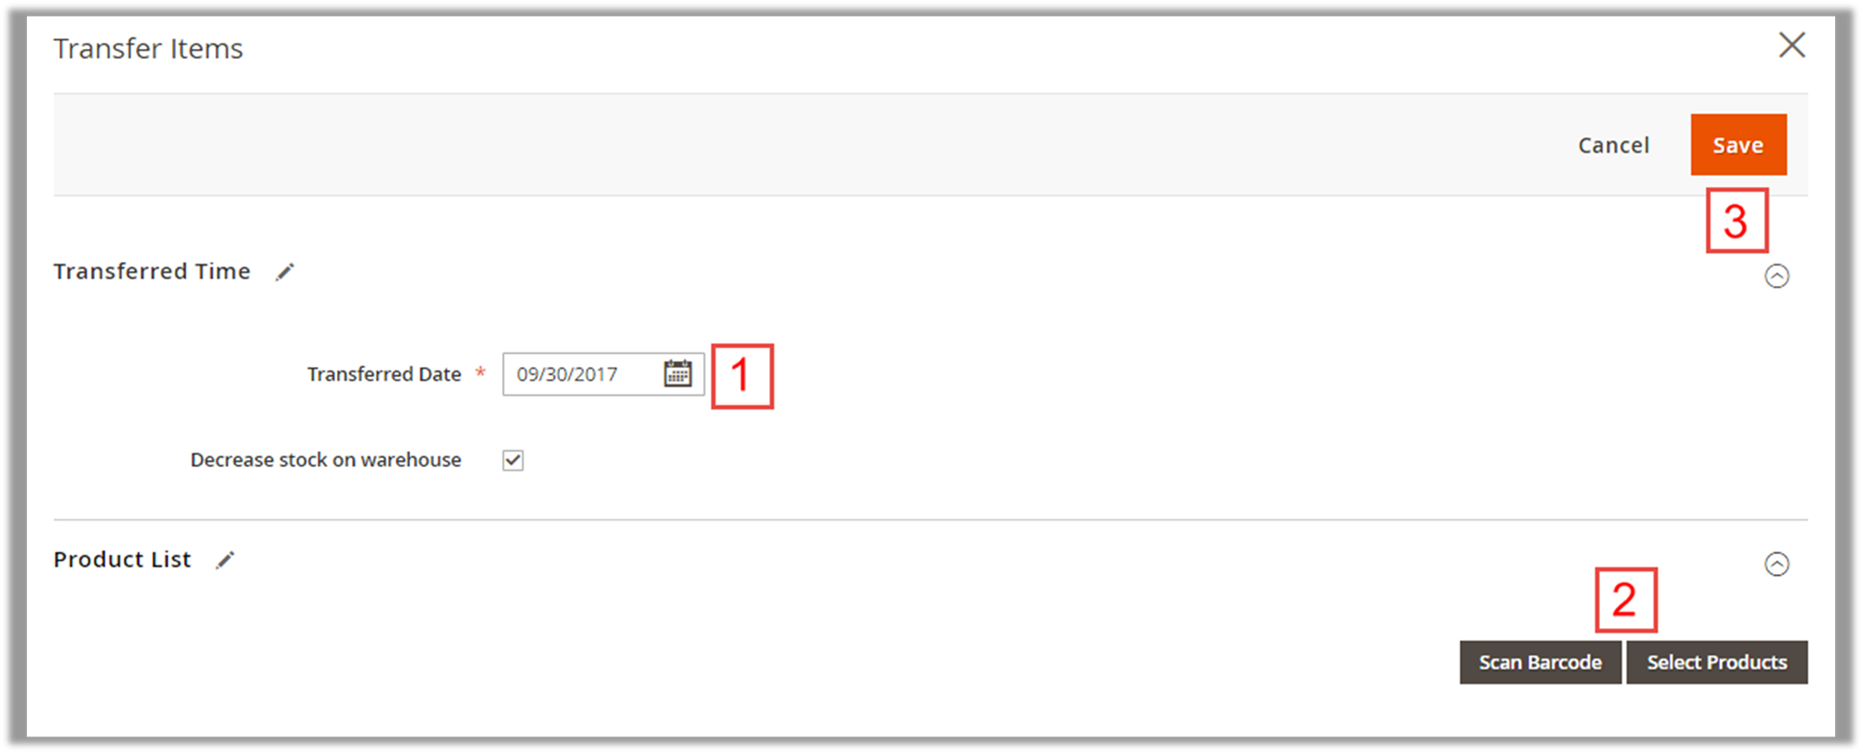 Transfer Items
Cancel
Save
3
Transferred Time
Transferred Date * 09/30/2017
1
Decrease stock on warehouse
Product List
2
Scan Barcode
Select Products